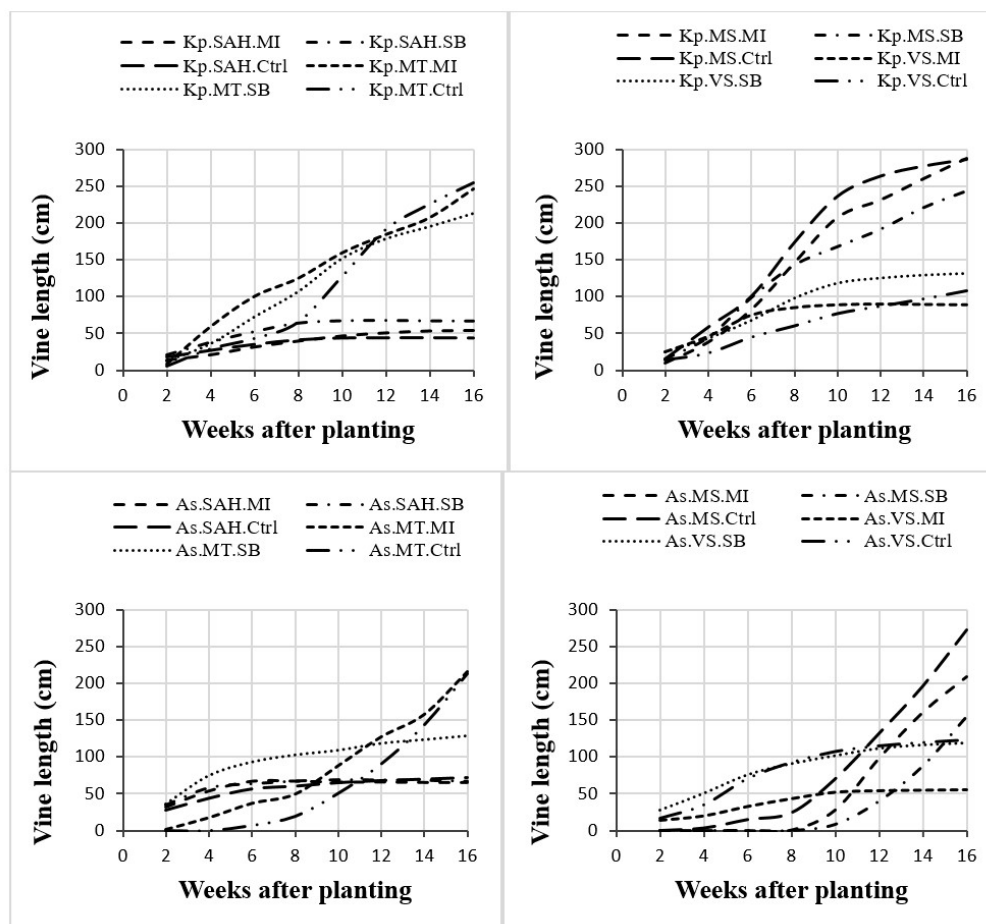 Kp.SAH.MI Kp.SAH.SB
Kp.SAH.Ctrl Kp.MT.MI
Kp.MT.SB Kp.MT.Ctrl
300
250
200
150
100
50
0
Vine length (cm)
0 2 4 6 8 10 12 14 16
Weeks after planting
Kp.MS.MI Kp.MS.SB
Kp.MS.Ctrl Kp.VS.MI
Kp.VS.SB Kp.VS.Ctrl
300
250
200
150
100
50
0
Vine length (cm)
0 2 4 6 8 10 12 14 16
Weeks after planting
As.SAH.MI As.SAH.SB
As.SAH.Ctrl As.MT.MI
As.MT.SB As.MT.Ctrl
300
250
200
150
100
50
0
Vine length (cm)
0 2 4 6 8 10 12 14 16
Weeks after planting
As.MS.MI As.MS.SB
As.MS.Ctrl As.VS.MI
As.VS.SB As.VS.Ctrl
300
250
200
150
100
50
0
Vine length (cm)
0 2 4 6 8 10 12 14 16
Weeks after planting